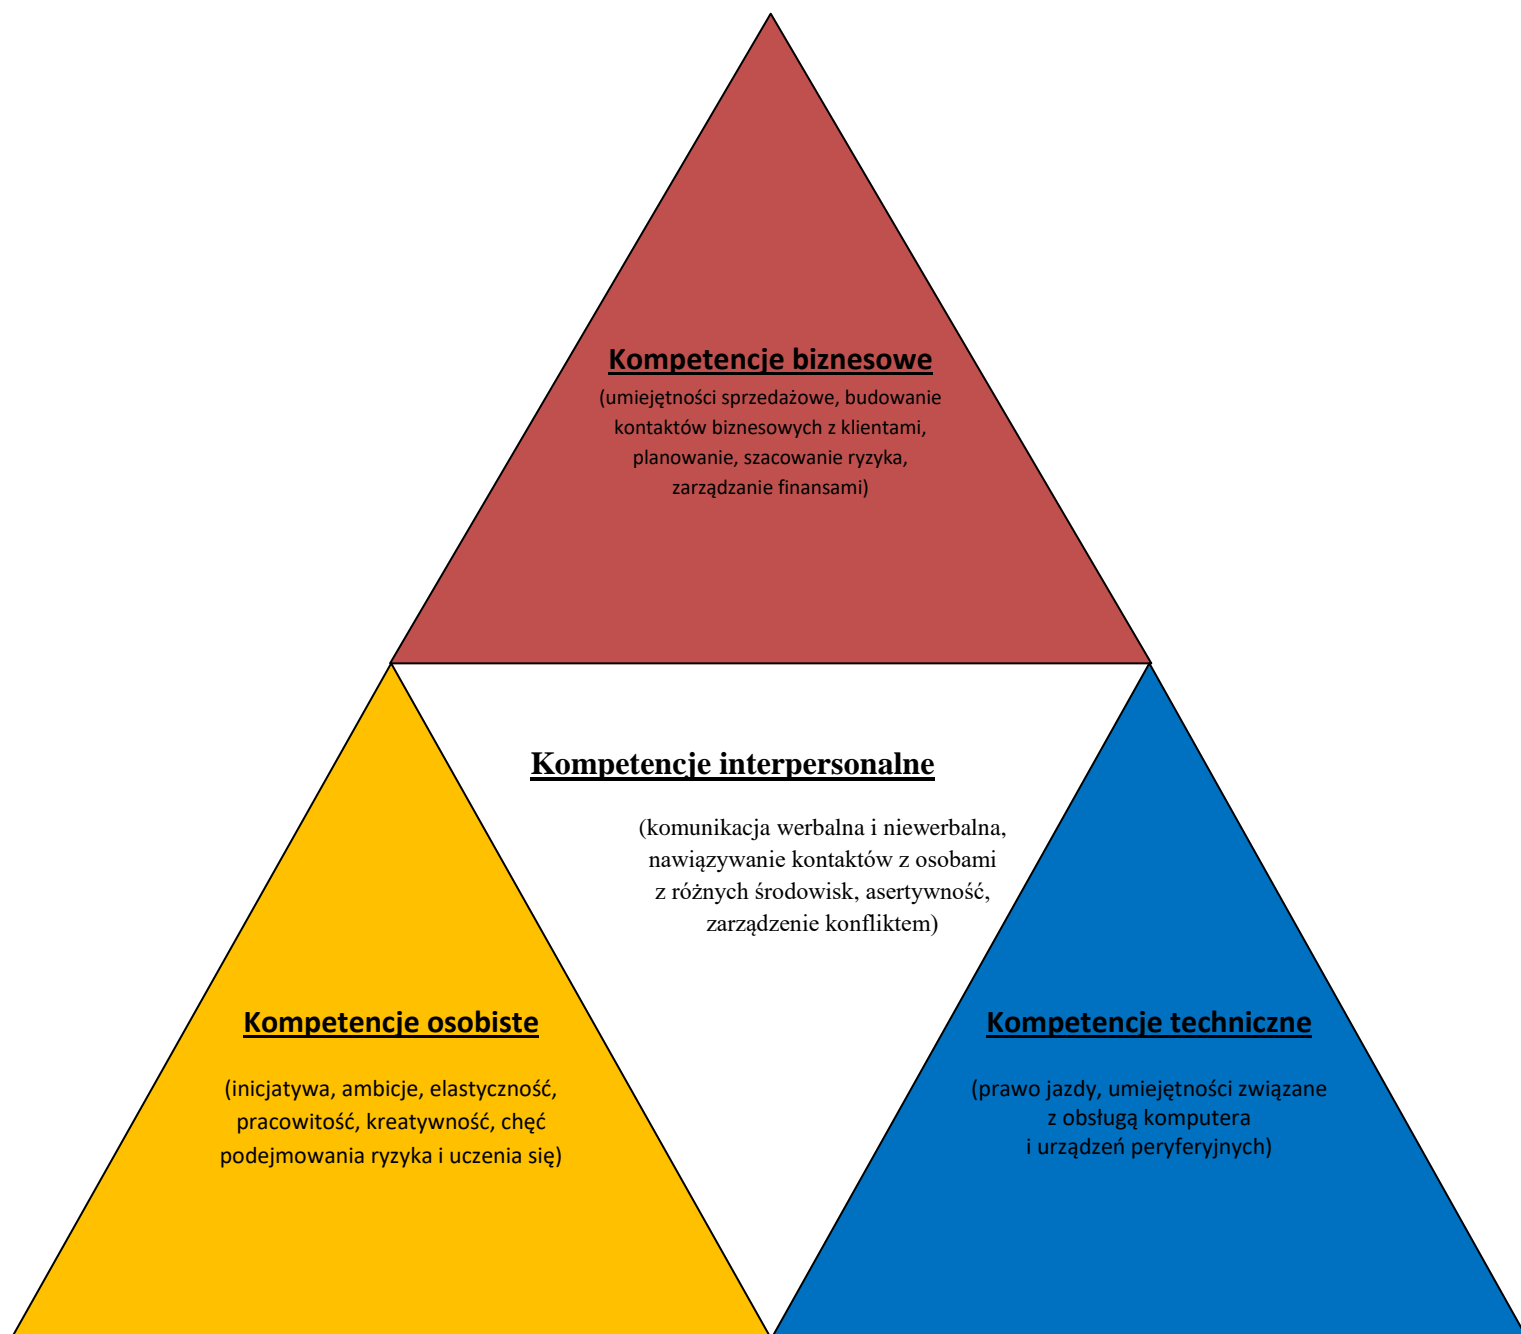 Kompetencje biznesowe
(umiejętności sprzedażowe, budowanie
kontaktów biznesowych z klientami,
planowanie, szacowanie ryzyka,
zarządzanie finansami)
Kompetencje interpersonalne
(komunikacja werbalna i niewerbalna,
nawiązywanie kontaktów z osobami
z różnych środowisk, asertywność,
zarządzenie konfliktem)
Kompetencje osobiste
(inicjatywa, ambicje, elastyczność,
pracowitość, kreatywność, chęć
podejmowania ryzyka i uczenia się)
Kompetencje techniczne
(prawo jazdy, umiejętności związane
z obsługą komputera
i urządzeń peryferyjnych)